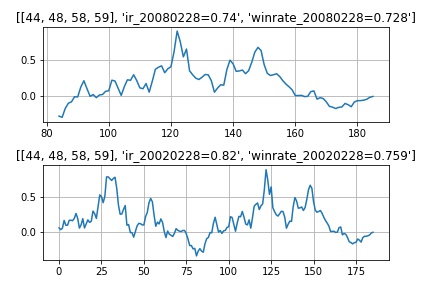 [[44, 48, 58, 59], 'ir_20080228=0.74', 'winrate_20080228=0.728']
0.5
0.0
80 100 120 140 160 180
[[44, 48, 58, 59], 'ir_20020228=0.82', 'winrate_20020228=0.759']
0.5
0.0
0 25 50 75 100 125 150 175